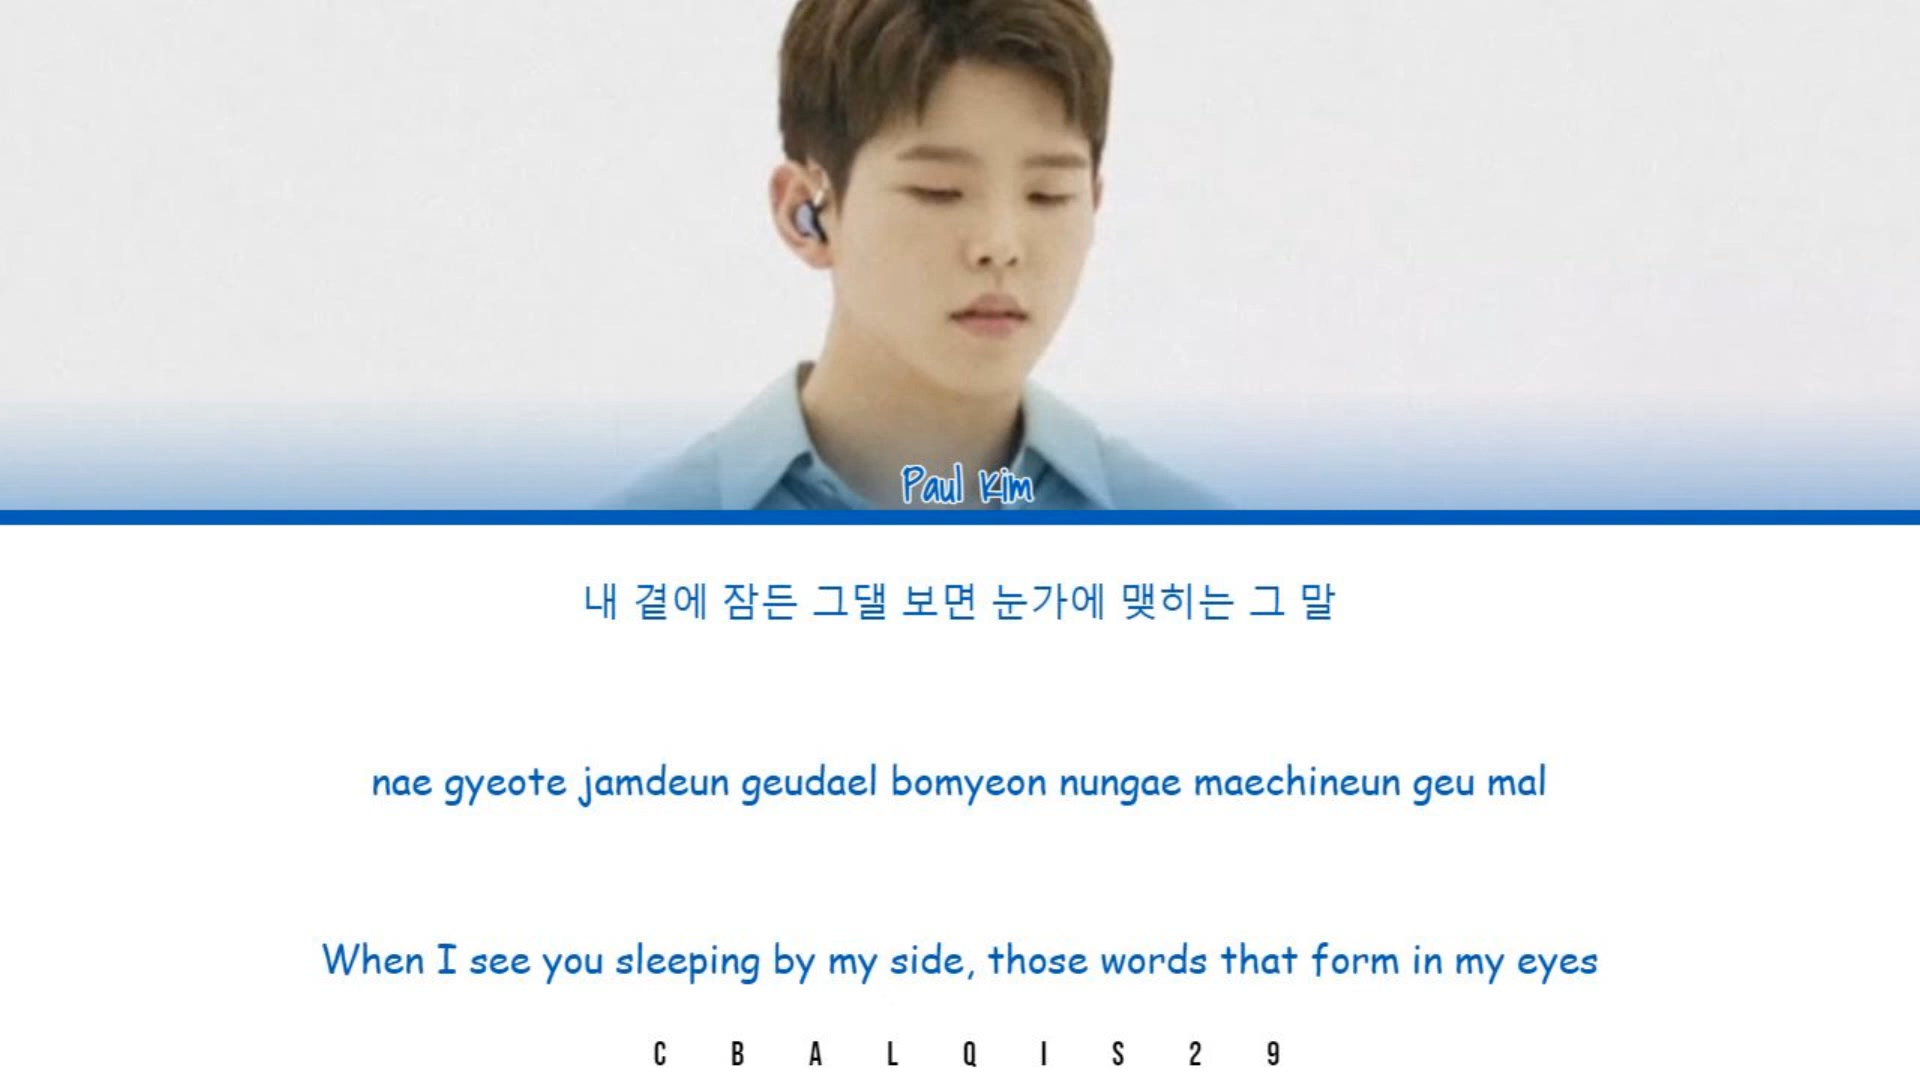 Paul Kim
내 곁에 잠든 그댈 보면 눈가에 맺히는 그 말
nae gyeote jamdeun geudael bomyeon nungae maechineun geu mal
When I see you sleeping by my side, those words that form in my eyes
CBALQIS29